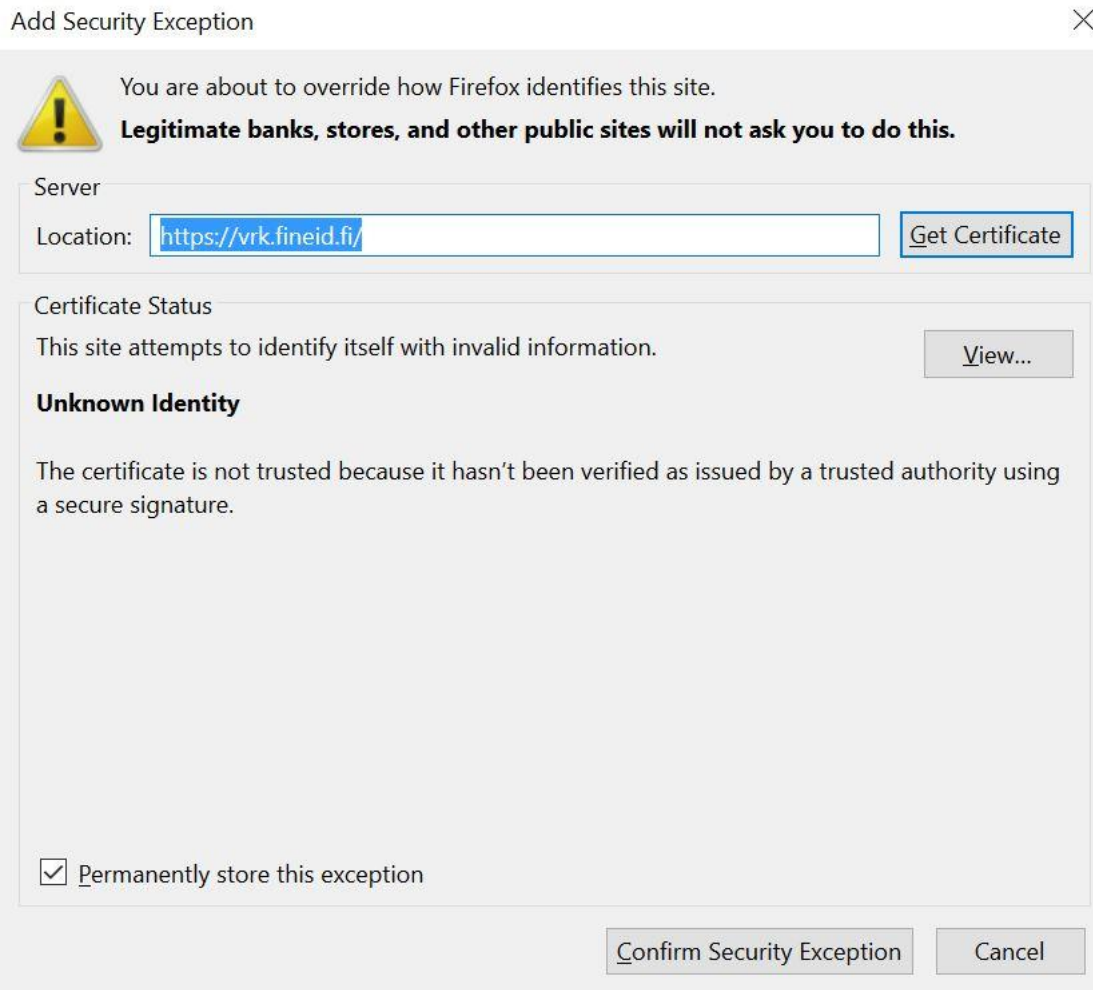 Add Security Exception
You are about to override how Firefox identifies this site.
Legitimate banks, stores, and other public sites will not ask you to do this.
Server
Location: https://vrk.fineid.fi/ Get Certificate
Certificate Status
This site attempts to identify itself with invalid information.
View...
Unknown Identity
The certificate is not trusted because it hasn't been verified as issued by a trusted authority using
a secure signature.
Permanently store this exception
Confirm Security Exception Cancel